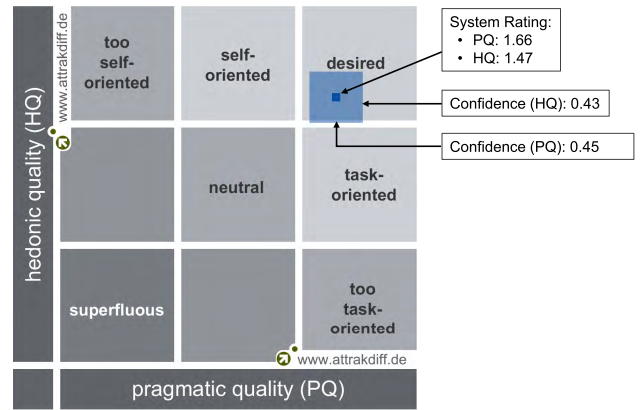 www.attrakdiff.de
too
self-
oriented
self-
oriented
desired
System Rating:
• PQ: 1.66
• HQ: 1.47
Confidence (HQ): 0.43
Confidence (PQ): 0.45
hedonic quality (HQ)
neutral
task-
oriented
superfluous
too
task-
oriented
www.attrakdiff.de
pragmatic quality (PQ)